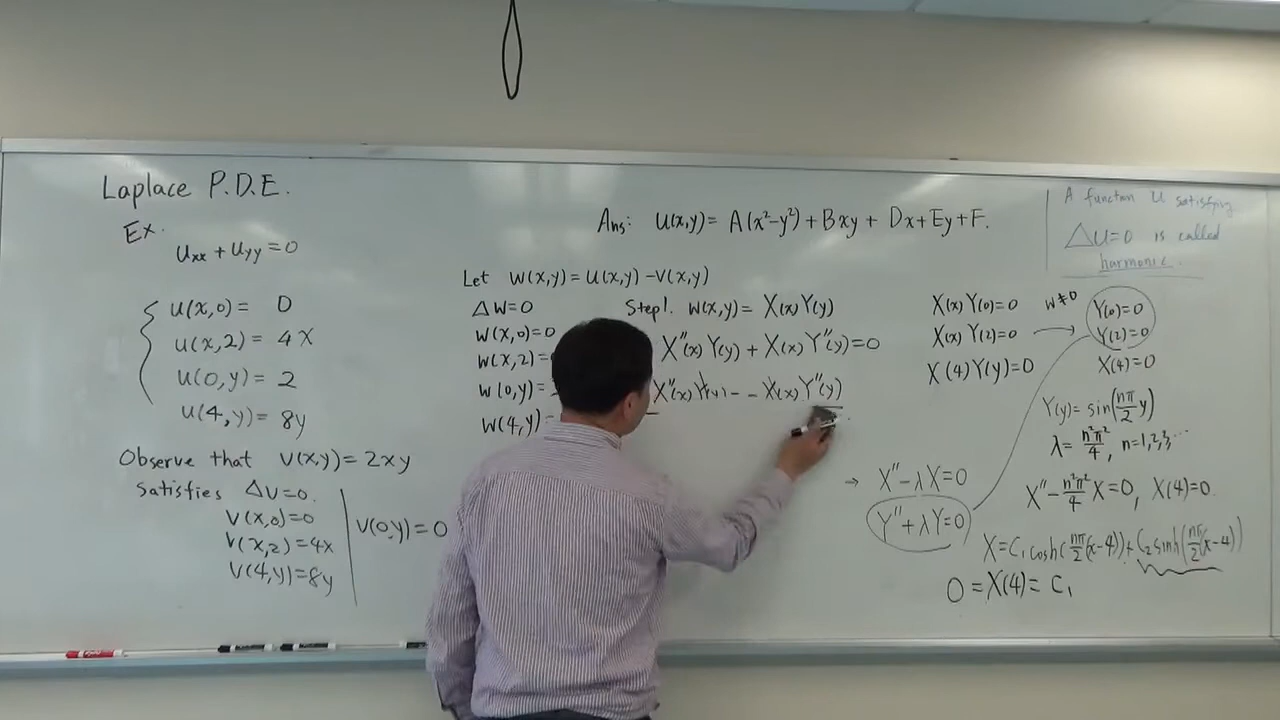 Laplace P.D.E.
Ex.
u_xx + u_yy = 0
u(x,0) = 0
u(x,2) = 4x
u(0,y) = 2
u(4,y) = 8y
Observe that v(x,y) = 2xy
satisfies Δv=0.
v(x,0)=0
v(x,2)=4x
v(4,y)=8y
v(0,y)=0
Ans: u(x,y) = A(x²-y²) + Bxy + Dx+Ey+F.
Let w(x,y) = u(x,y) - v(x,y)
Δw=0
w(x,0)=0
w(x,2)=
w(0,y)=
w(4,y)=
Step1. w(x,y) = X(x)Y(y)
X''(x)Y(y) + X(x)Y''(y)=0
X''(x)Y(y) - - X(x)Y''(y)
→ X''-λX=0
Y''+λY=0
X(x)Y(0)=0
X(x)Y(2)=0
X(4)Y(y)=0
w≠0
A function u satisfying
Δu=0 is called
harmonic.
Y(0)=0
Y(2)=0
X(4)=0
Y(y)= sin(nπ/2 y)
λ= n²π²/4, n=1,2,3,...
X''- n²π²/4 X=0, X(4)=0.
X=C₁cosh(nπ/2(x-4))+C₂sinh(nπ/2(x-4))
0=X(4)=C₁